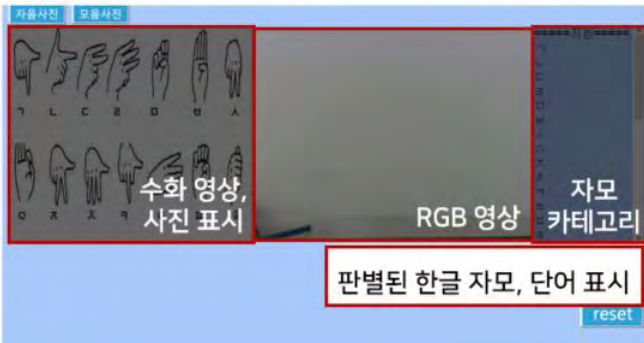 자음사진 모음사진
ㄱ ㄴ ㄷ ㄹ ㅁ ㅂ ㅅ
ㅇ ㅈ ㅊ ㅋ
수화 영상,
사진 표시
RGB 영상
자모
카테고리
판별된 한글 자모, 단어 표시
reset